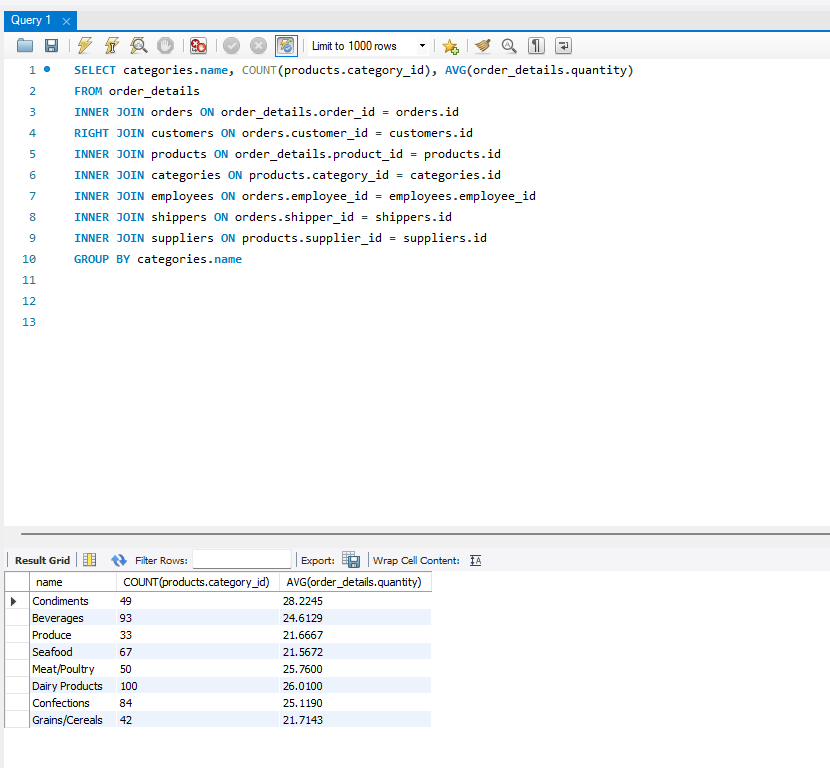 Query 1
Limit to 1000 rows
1 SELECT categories.name, COUNT(products.category_id), AVG(order_details.quantity)
2 FROM order_details
3 INNER JOIN orders ON order_details.order_id = orders.id
4 RIGHT JOIN customers ON orders.customer_id = customers.id
5 INNER JOIN products ON order_details.product_id = products.id
6 INNER JOIN categories ON products.category_id = categories.id
7 INNER JOIN employees ON orders.employee_id = employees.employee_id
8 INNER JOIN shippers ON orders.shipper_id = shippers.id
9 INNER JOIN suppliers ON products.supplier_id = suppliers.id
10 GROUP BY categories.name
11
12
13
Result Grid Filter Rows: Export: Wrap Cell Content:
name COUNT(products.category_id) AVG(order_details.quantity)
Condiments 49 28.2245
Beverages 93 24.6129
Produce 33 21.6667
Seafood 67 21.5672
Meat/Poultry 50 25.7600
Dairy Products 100 26.0100
Confections 84 25.1190
Grains/Cereals 42 21.7143